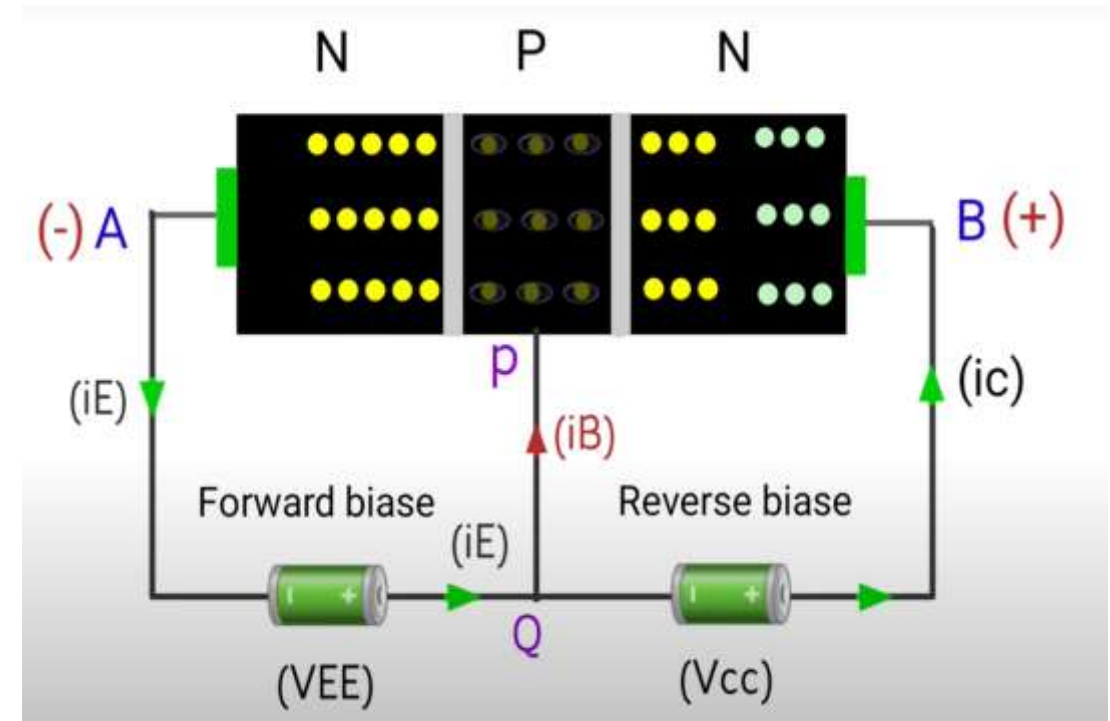 N P N
(-) A
B (+)
p
(iE)
(iB)
(ic)
Forward biase
Reverse biase
(iE)
- +
- +
Q
(VEE)
(Vcc)